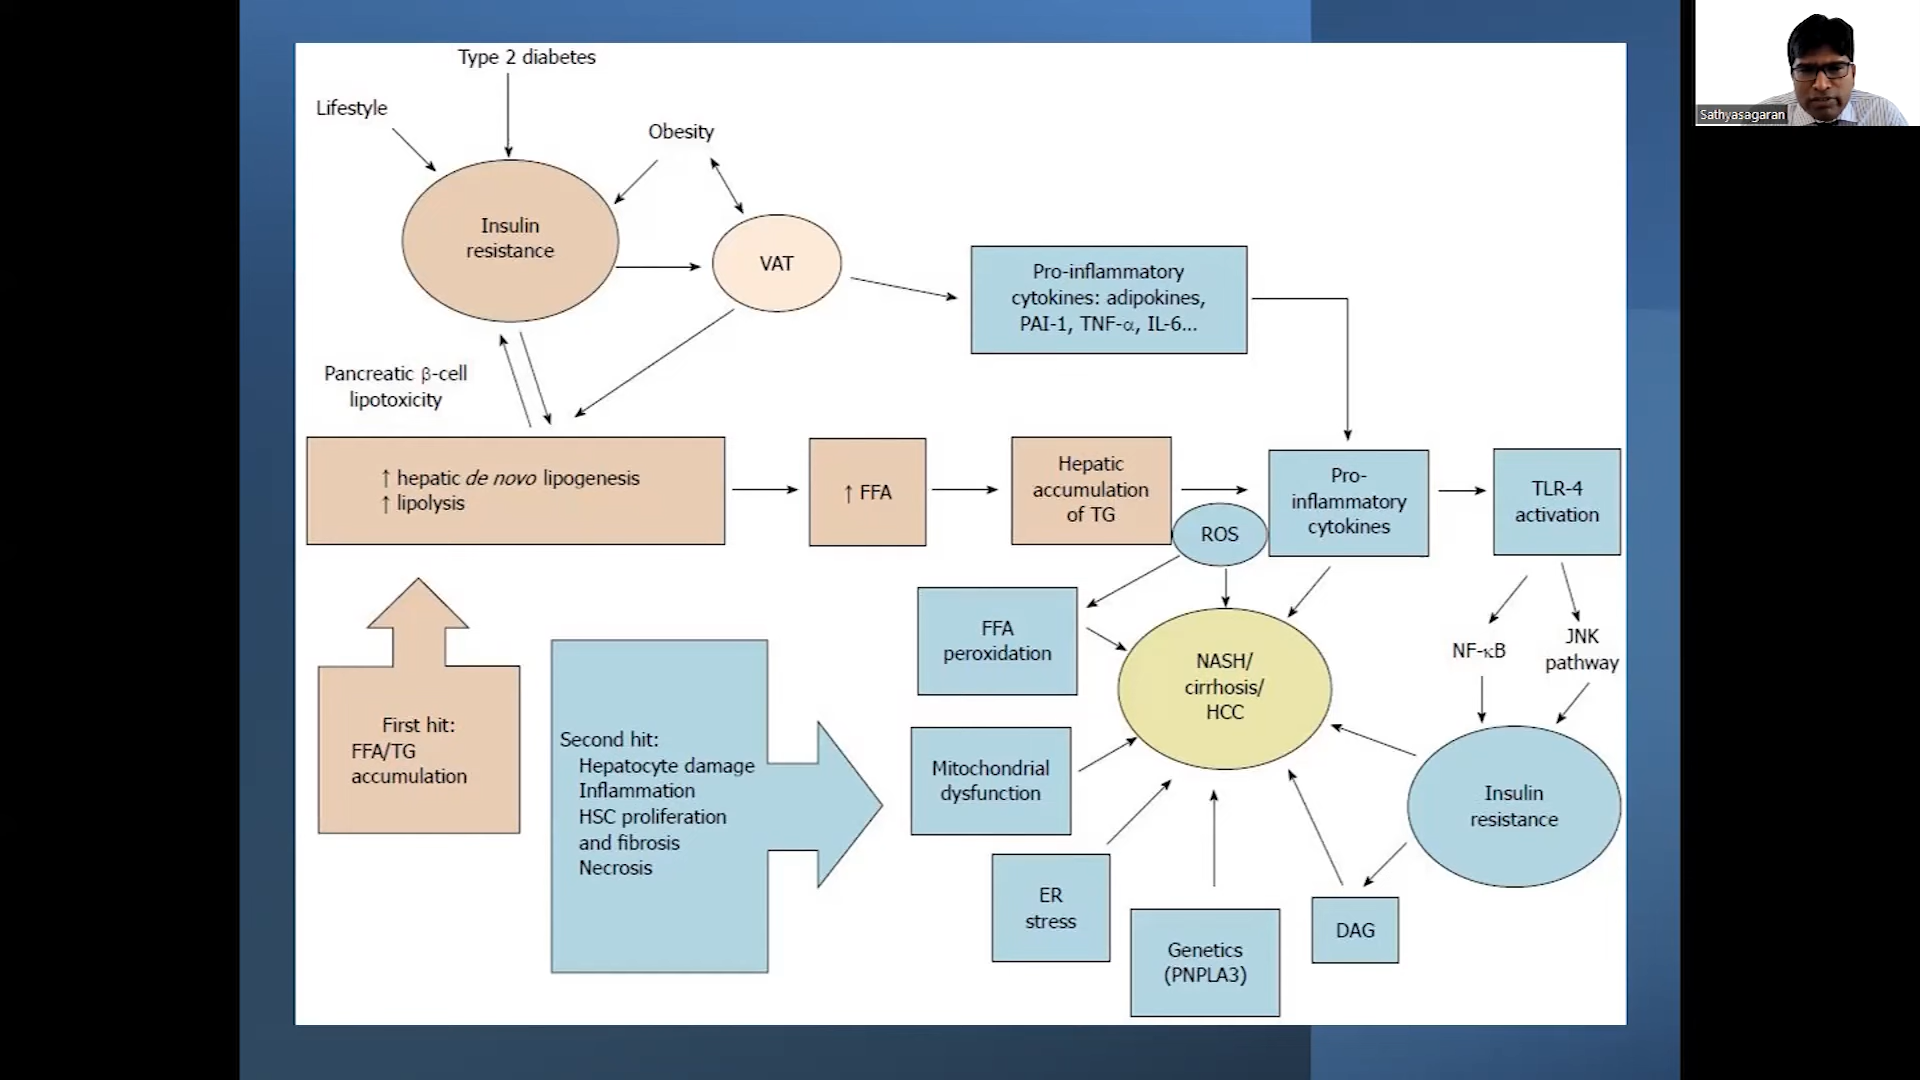 Type 2 diabetes
Lifestyle
Obesity
Insulin
resistance
VAT
Pro-inflammatory
cytokines: adipokines,
PAI-1, TNF-α, IL-6...
Pancreatic β-cell
lipotoxicity
↑ hepatic de novo lipogenesis
↑ lipolysis
↑ FFA
Hepatic
accumulation
of TG
ROS
Pro-
inflammatory
cytokines
TLR-4
activation
FFA
peroxidation
NASH/
cirrhosis/
HCC
NF-κB
JNK
pathway
First hit:
FFA/TG
accumulation
Second hit:
Hepatocyte damage
Inflammation
HSC proliferation
and fibrosis
Necrosis
Mitochondrial
dysfunction
Insulin
resistance
ER
stress
Genetics
(PNPLA3)
DAG
Sathyasagaran